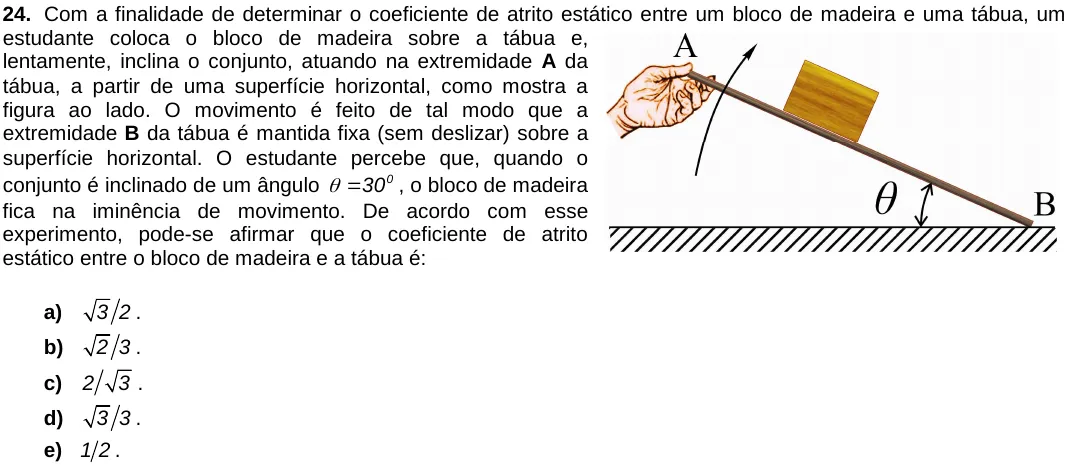 24. Com a finalidade de determinar o coeficiente de atrito estático entre um bloco de madeira e uma tábua, um
estudante coloca o bloco de madeira sobre a tábua e,
lentamente, inclina o conjunto, atuando na extremidade A da
tábua, a partir de uma superfície horizontal, como mostra a
figura ao lado. O movimento é feito de tal modo que a
extremidade B da tábua é mantida fixa (sem deslizar) sobre a
superfície horizontal. O estudante percebe que, quando o
conjunto é inclinado de um ângulo θ =30⁰ , o bloco de madeira
fica na iminência de movimento. De acordo com esse
experimento, pode-se afirmar que o coeficiente de atrito
estático entre o bloco de madeira e a tábua é:
A
θ
B
a) √3/2 .
b) √2/3 .
c) 2/√3 .
d) √3/3 .
e) 1/2 .